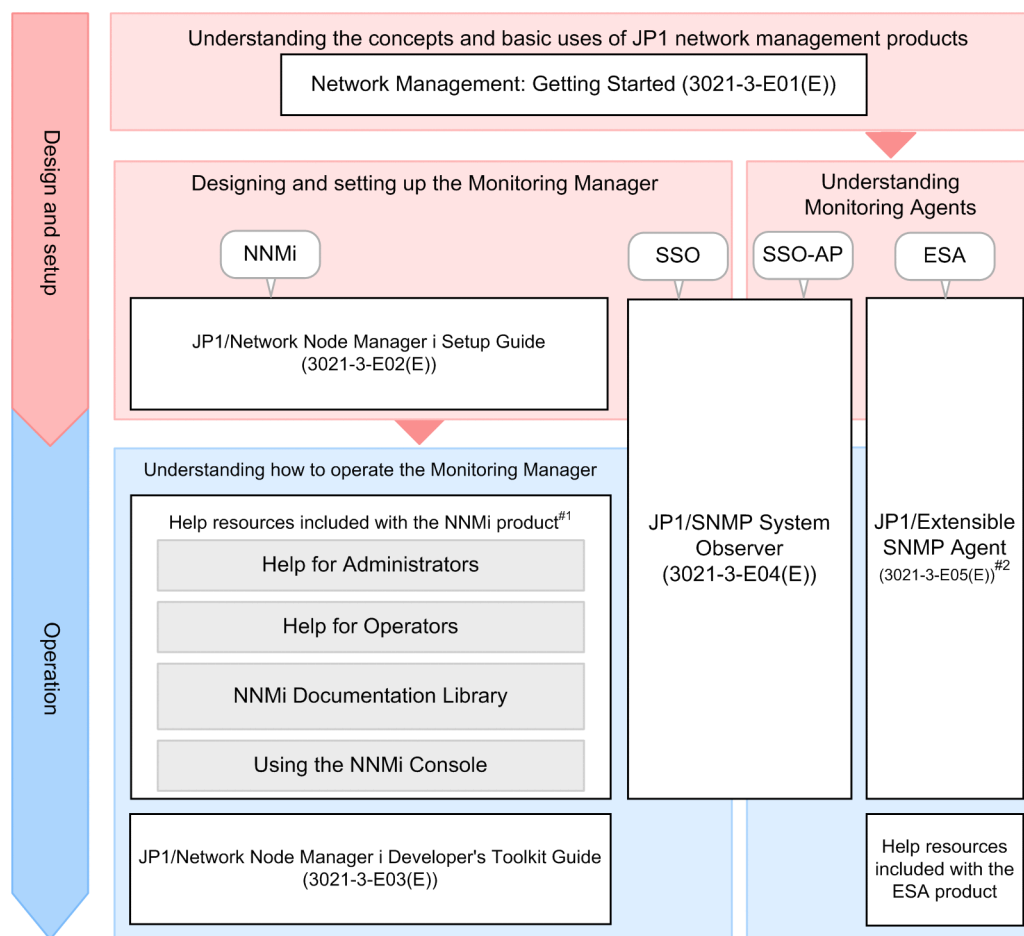 Design and setup
Understanding the concepts and basic uses of JP1 network management products
Network Management: Getting Started (3021-3-E01(E))
Designing and setting up the Monitoring Manager
Understanding
Monitoring Agents
NNMi
SSO
SSO-AP
ESA
JP1/Network Node Manager i Setup Guide
(3021-3-E02(E))
Operation
Understanding how to operate the Monitoring Manager
Help resources included with the NNMi product#1
Help for Administrators
Help for Operators
NNMi Documentation Library
Using the NNMi Console
JP1/SNMP System
Observer
(3021-3-E04(E))
JP1/Extensible
SNMP Agent
(3021-3-E05(E))#2
JP1/Network Node Manager i Developer's Toolkit Guide
(3021-3-E03(E))
Help resources
included with the
ESA product